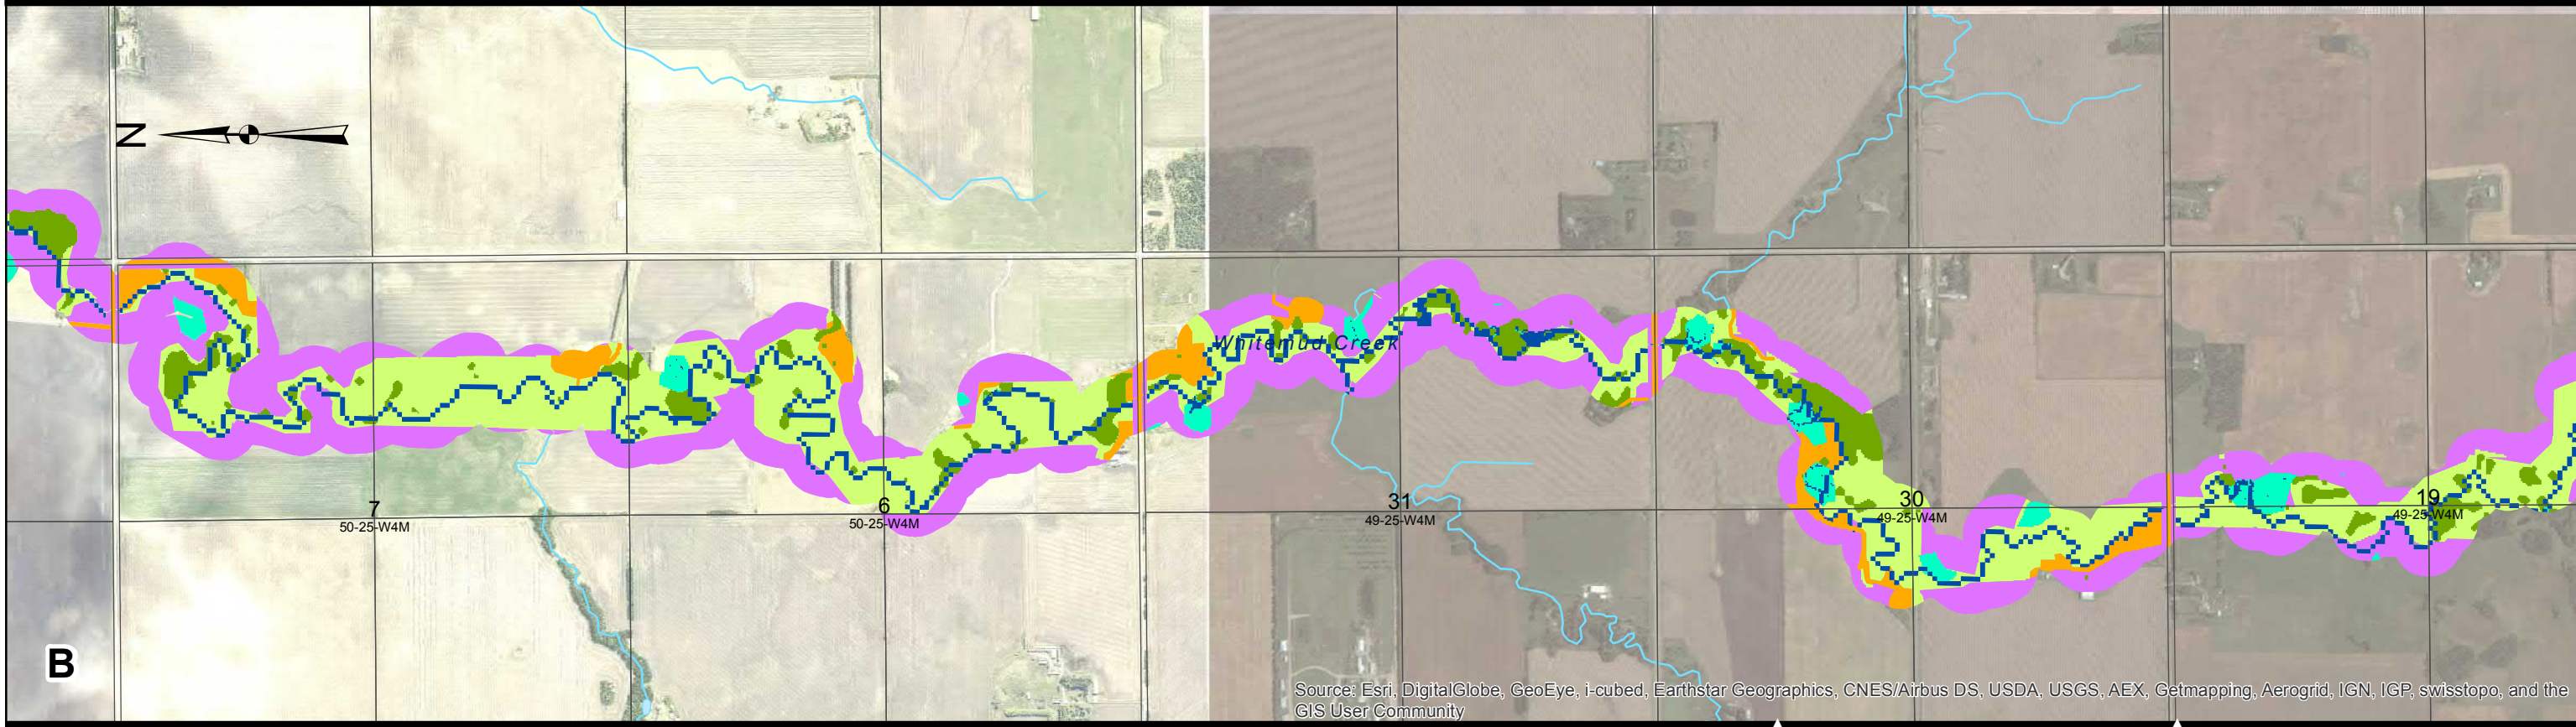 N
Whitemud Creek
7
50-25-W4M
6
50-25-W4M
31
49-25-W4M
30
49-25-W4M
19
49-25-W4M
B
Source: Esri, DigitalGlobe, GeoEye, i-cubed, Earthstar Geographics, CNES/Airbus DS, USDA, USGS, AEX, Getmapping, Aerogrid, IGN, IGP, swisstopo, and the
GIS User Community